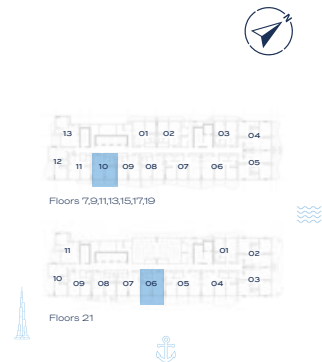 N
13 01 02 03 04
12 11 10 09 08 07 06 05
Floors 7,9,11,13,15,17,19
11 01 02
10 09 08 07 06 05 04 03
Floors 21